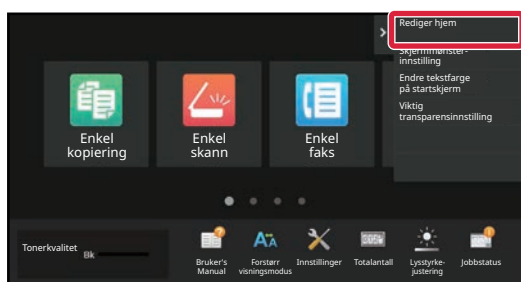 Rediger hjem
Skjermmønster-
innstilling
Endre tekstfarge
på startskjerm
Viktig
transparensinnstilling
Enkel
kopiering
Enkel
skann
Enkel
faks
Tonerkvalitet
Bk
Bruker's
Manual
Forstørr
visningsmodus
Innstillinger
Totalantall
Lysstyrke-
justering
Jobbstatus